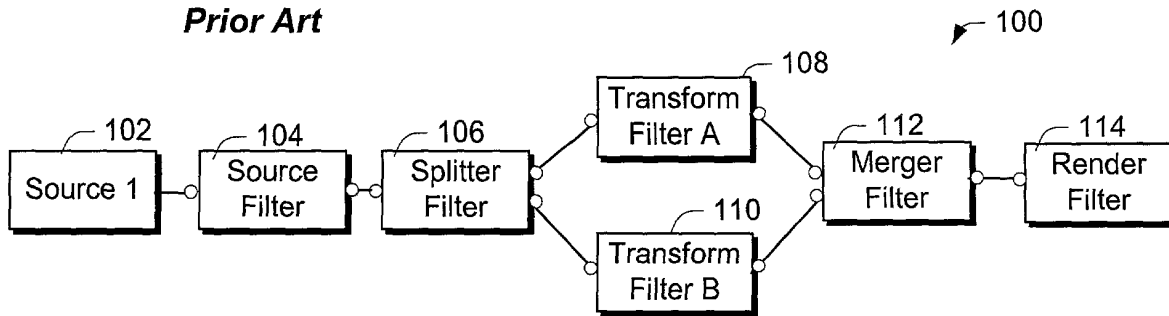 Prior Art
100
108
Transform
Filter A
102
Source 1
104
Source
Filter
106
Splitter
Filter
112
Merger
Filter
114
Render
Filter
110
Transform
Filter B